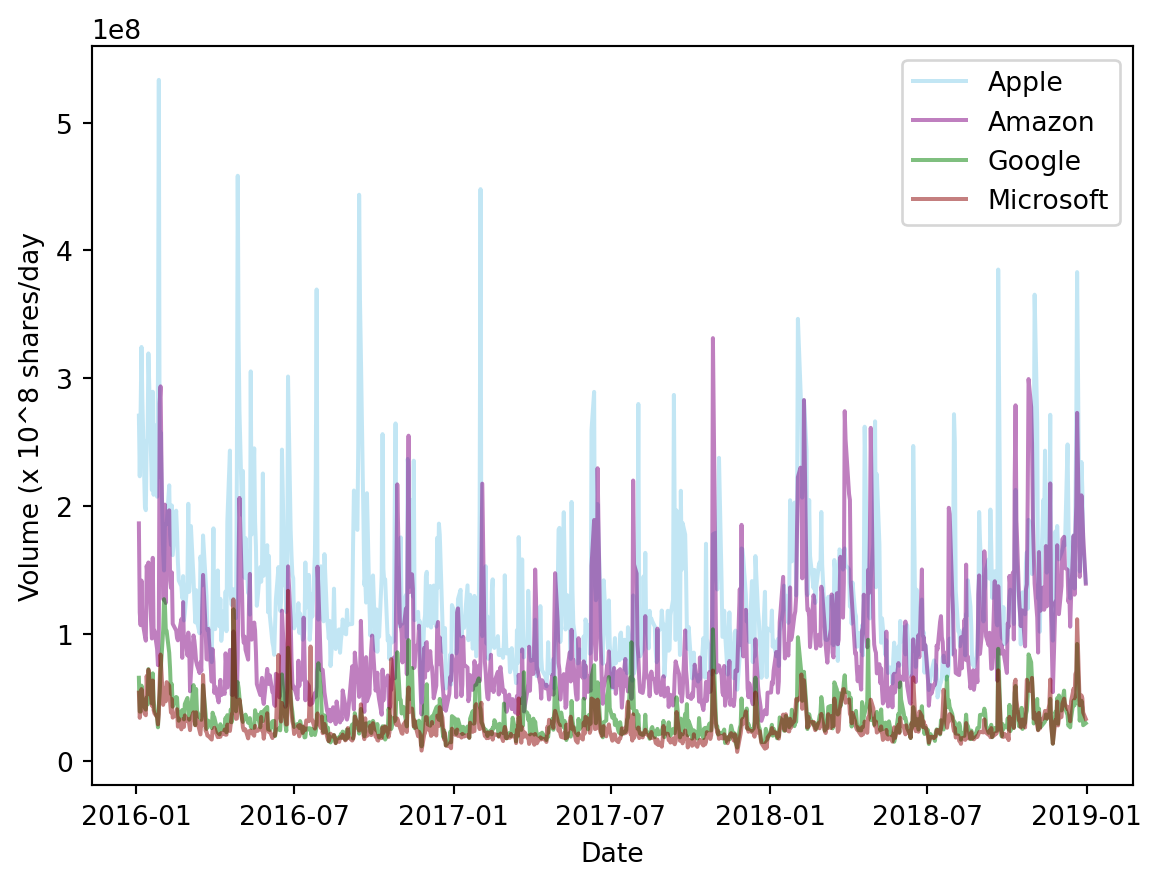 1e8
Apple
Amazon
Google
Microsoft
5
4
3
2
1
0
Volume (x 10^8 shares/day
2016-01 2016-07 2017-01 2017-07 2018-01 2018-07 2019-01
Date